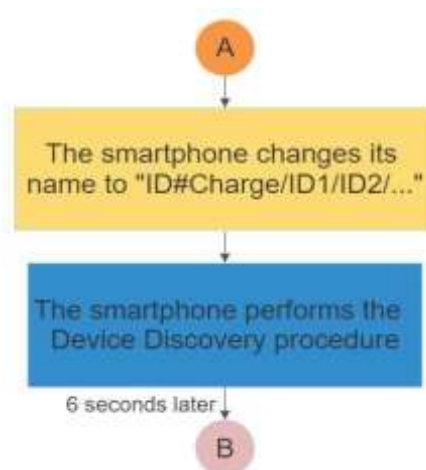 A
The smartphone changes its
name to "ID#Charge/ID1/ID2/..."
The smartphone performs the
Device Discovery procedure
6 seconds later
B